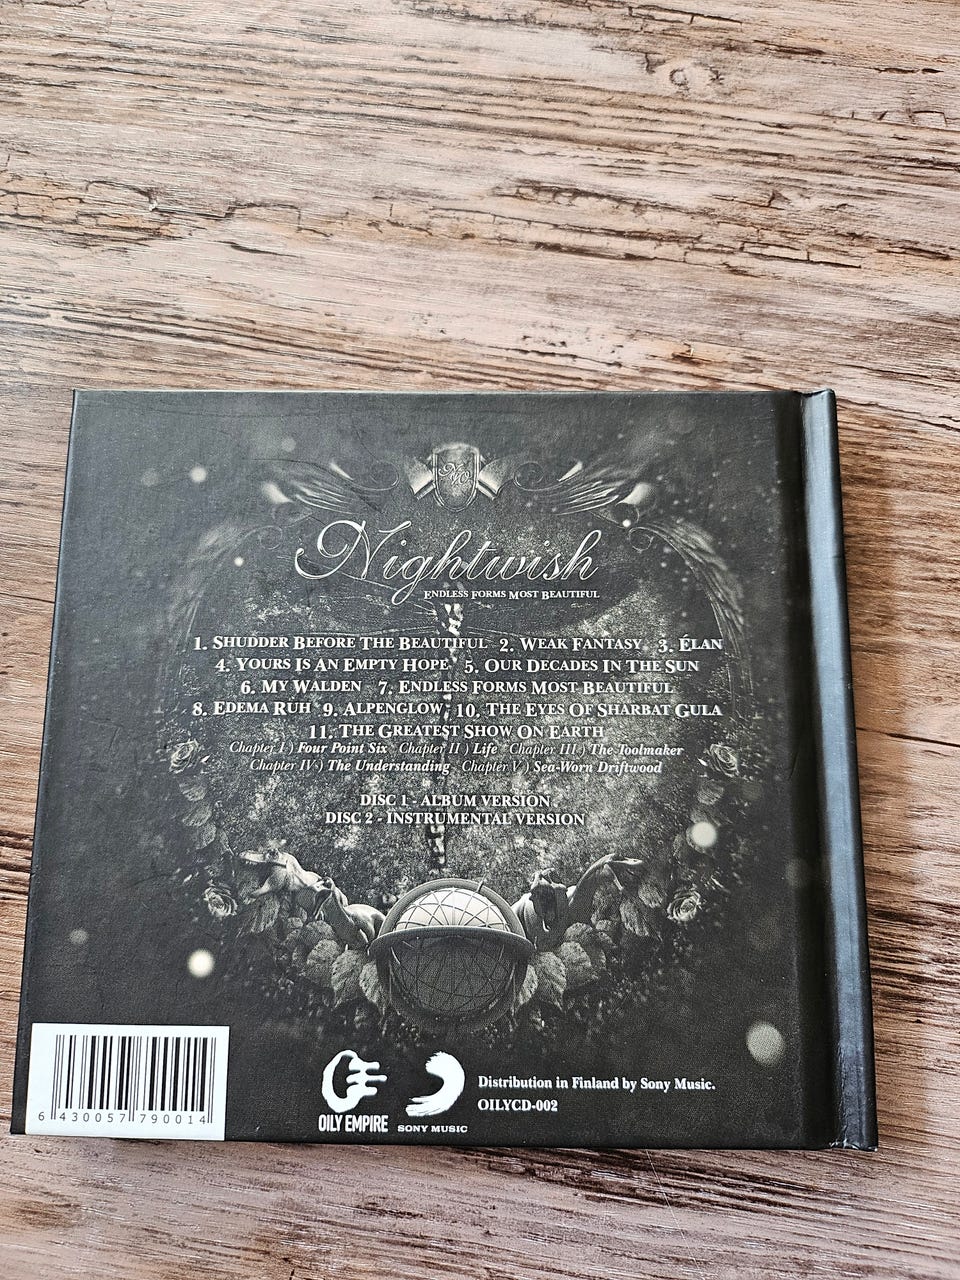 NW
Nightwish
ENDLESS FORMS MOST BEAUTIFUL
1. SHUDDER BEFORE THE BEAUTIFUL 2. WEAK FANTASY 3. ÉLAN
4. YOURS IS AN EMPTY HOPE 5. OUR DECADES IN THE SUN
6. MY WALDEN 7. ENDLESS FORMS MOST BEAUTIFUL
8. EDEMA RUH 9. ALPENGLOW 10. THE EYES OF SHARBAT GULA
11. THE GREATEST SHOW ON EARTH
Chapter I ) Four Point Six Chapter II ) Life Chapter III ) The Toolmaker
Chapter IV ) The Understanding Chapter V ) Sea-Worn Driftwood
DISC 1 - ALBUM VERSION
DISC 2 - INSTRUMENTAL VERSION
6 430057 790014
OILY EMPIRE
SONY MUSIC
Distribution in Finland by Sony Music.
OILYCD-002